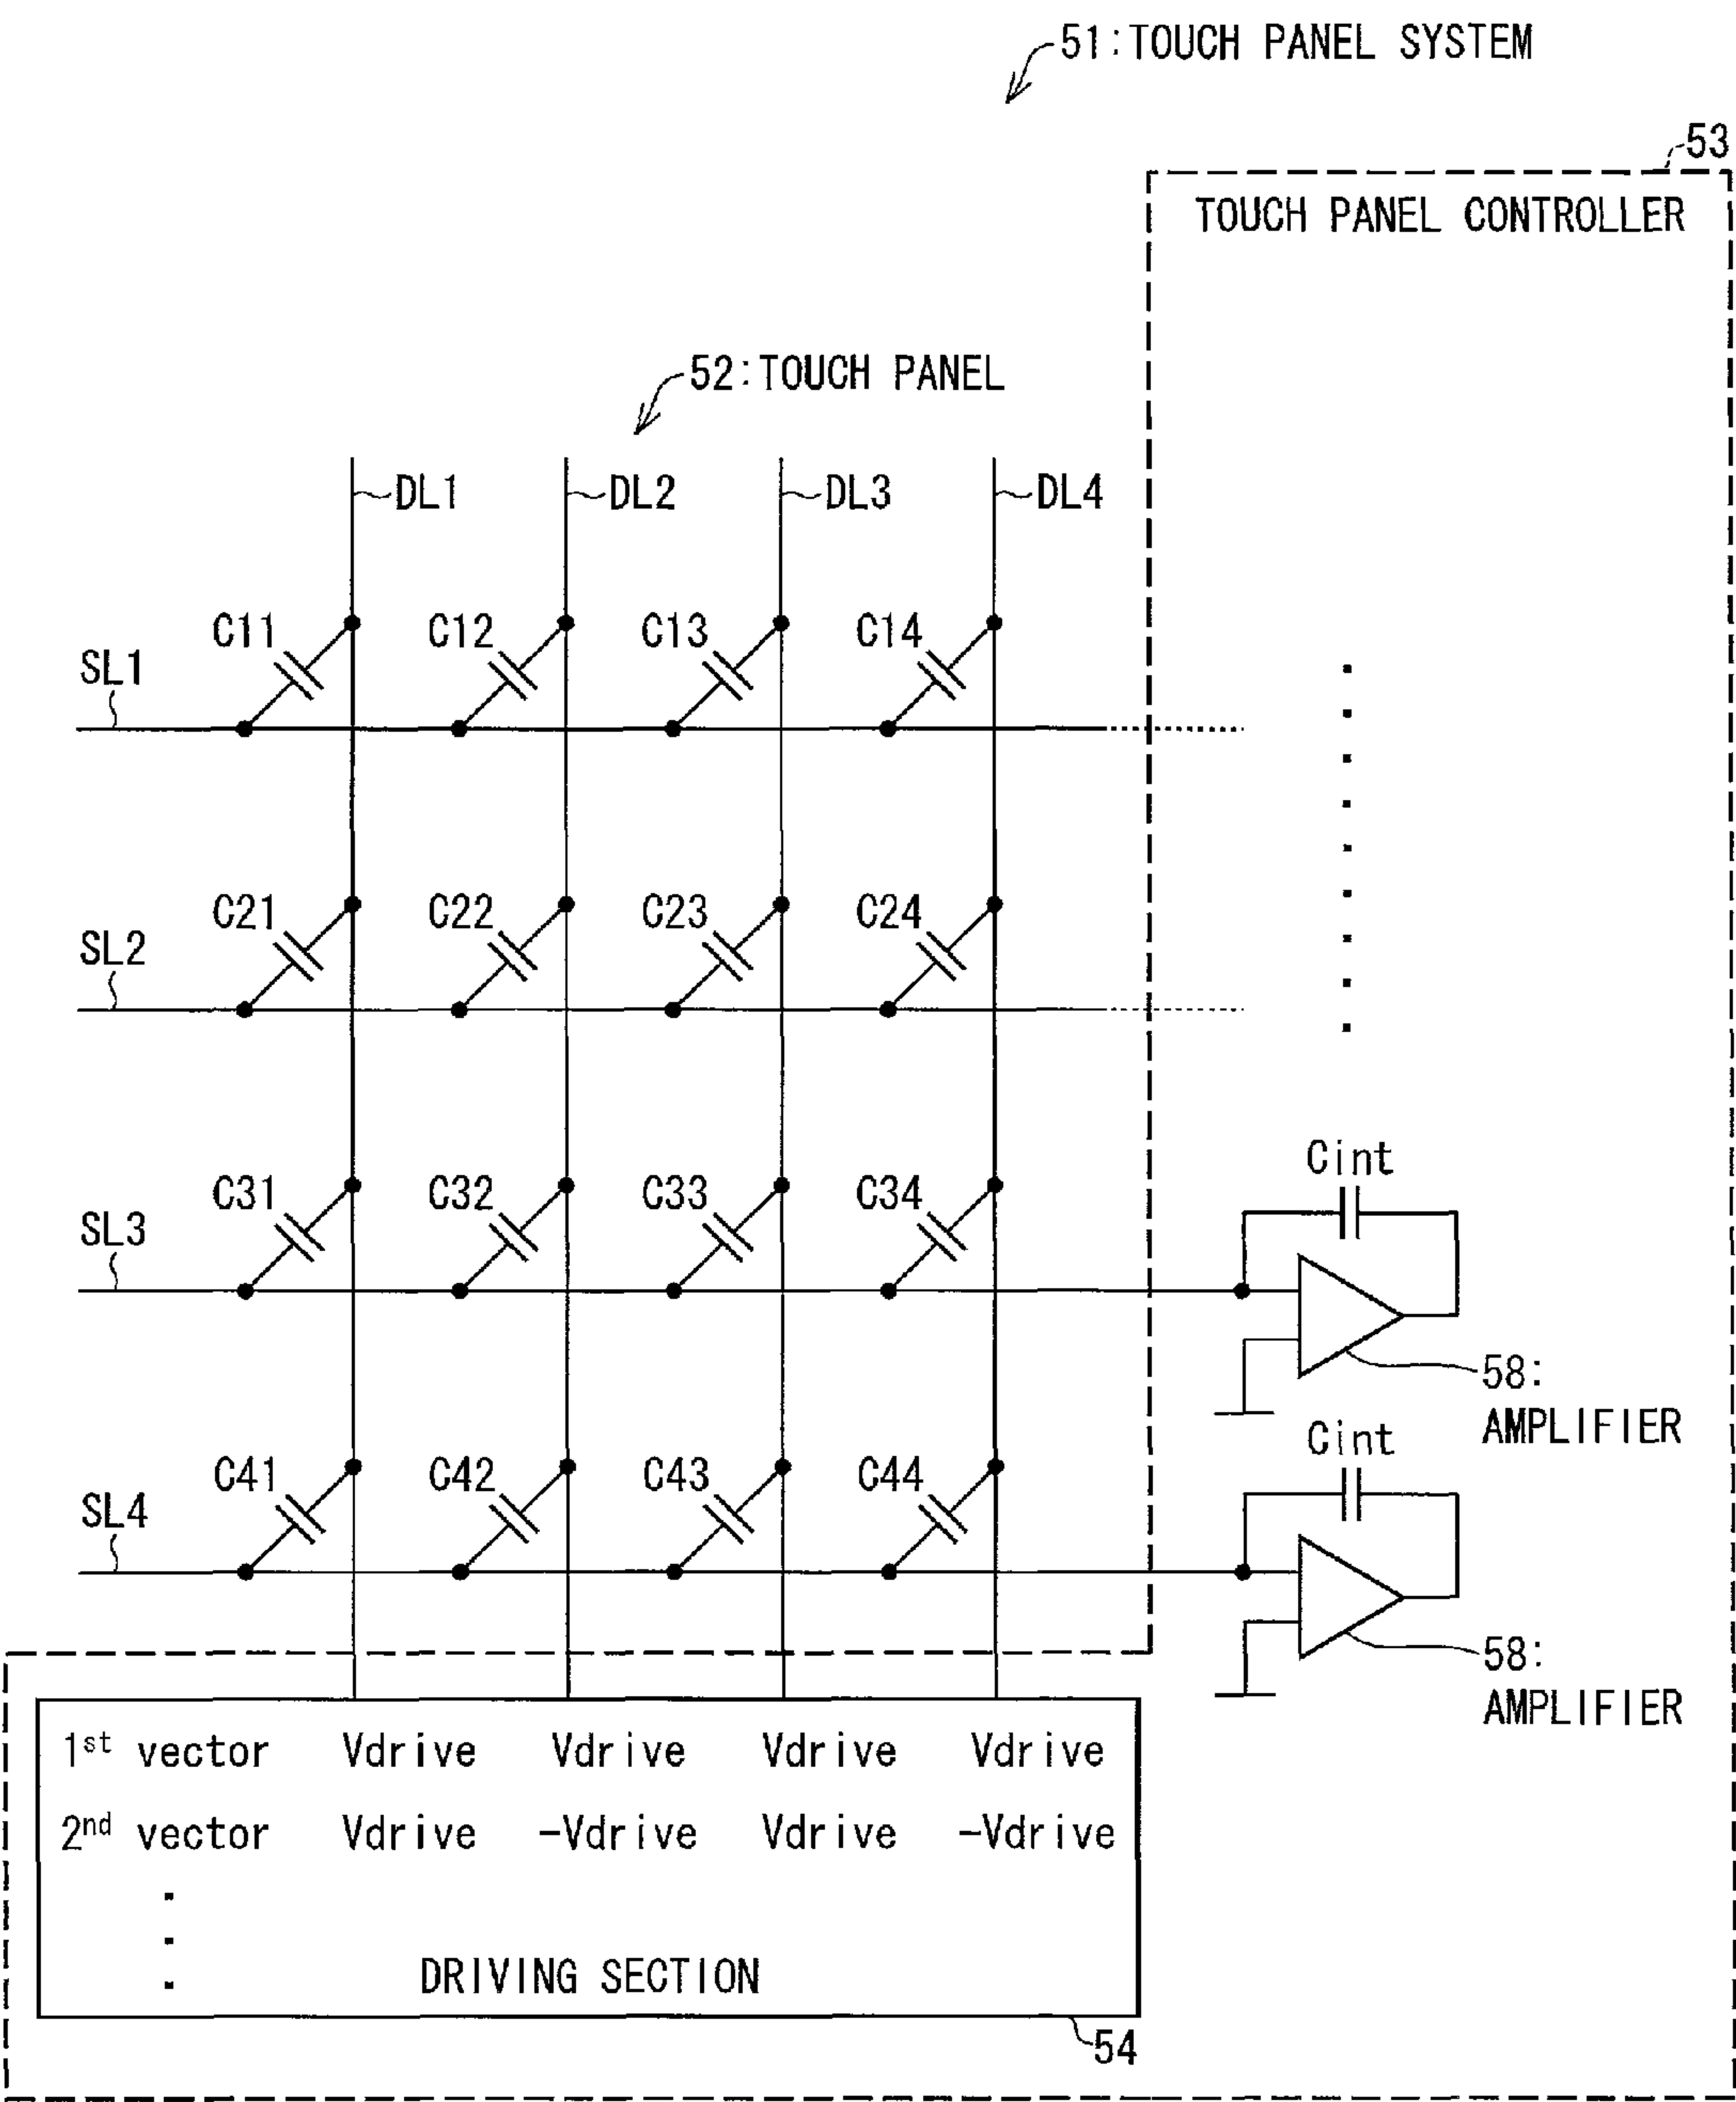 51:TOUCH PANEL SYSTEM
53
TOUCH PANEL CONTROLLER
52:TOUCH PANEL
DL1 DL2 DL3 DL4
C11 C12 C13 C14
SL1
C21 C22 C23 C24
SL2
Cint
C31 C32 C33 C34
SL3
58:
AMPLIFIER
Cint
C41 C42 C43 C44
SL4
58:
AMPLIFIER
1st vector Vdrive Vdrive Vdrive Vdrive
2nd vector Vdrive -Vdrive Vdrive -Vdrive
DRIVING SECTION
54